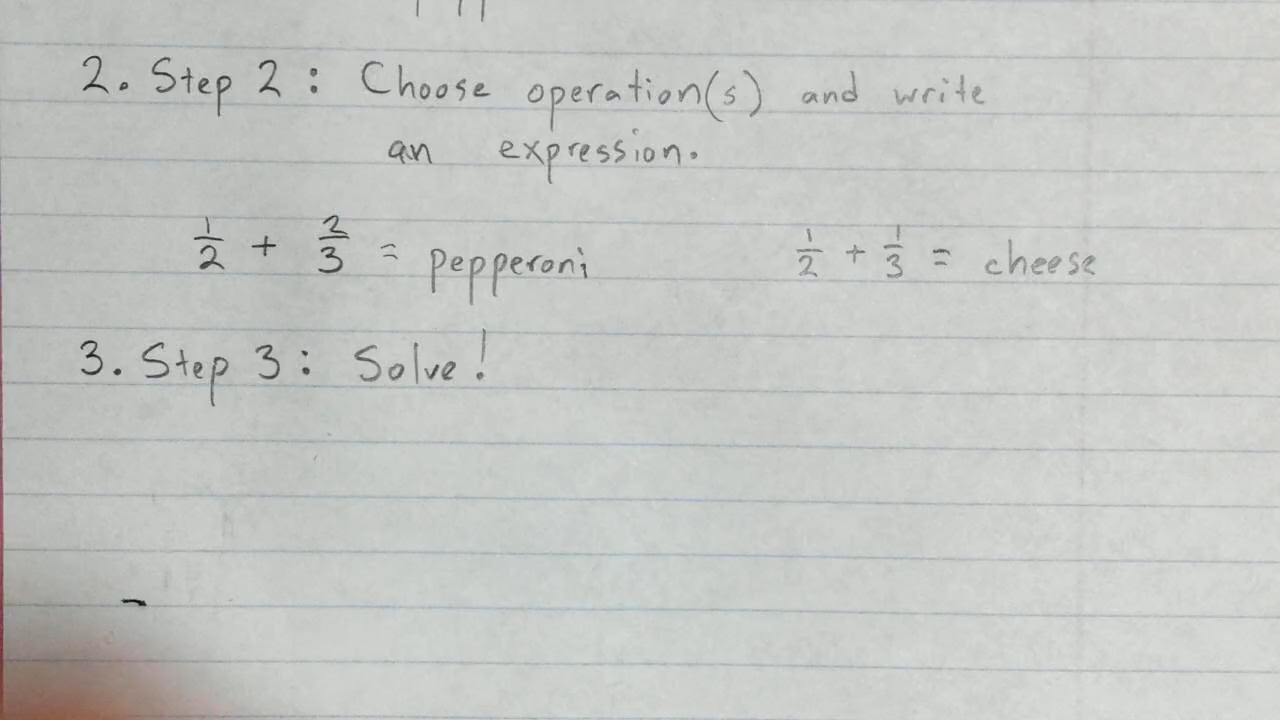 2. Step 2: Choose operation(s) and write
an expression.
1/2 + 2/3 = pepperoni 1/2 + 1/3 = cheese
3. Step 3: Solve!